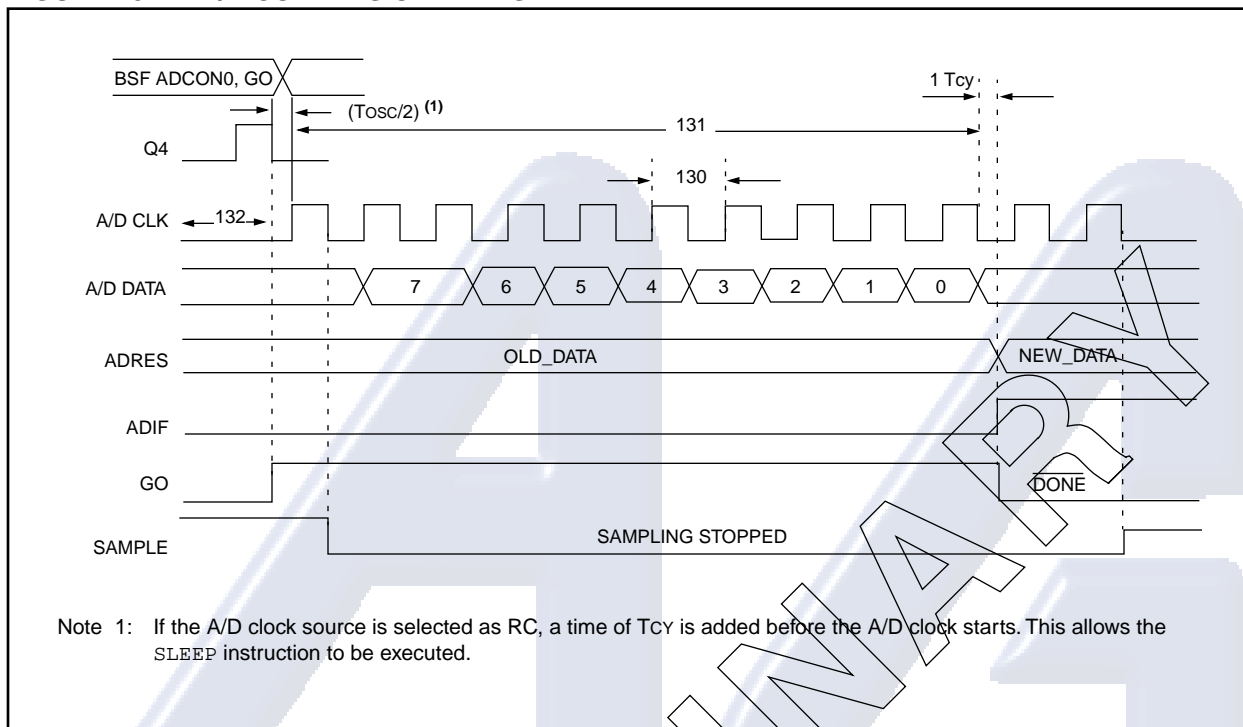 BSF ADCON0, GO
1 Tcy
(TOSC/2) (1)
131
Q4
130
A/D CLK
132
A/D DATA
7 6 5 4 3 2 1 0
ADRES
OLD_DATA
NEW_DATA
ADIF
GO
DONE
SAMPLE
SAMPLING STOPPED
Note 1: If the A/D clock source is selected as RC, a time of TCY is added before the A/D clock starts. This allows the
SLEEP instruction to be executed.